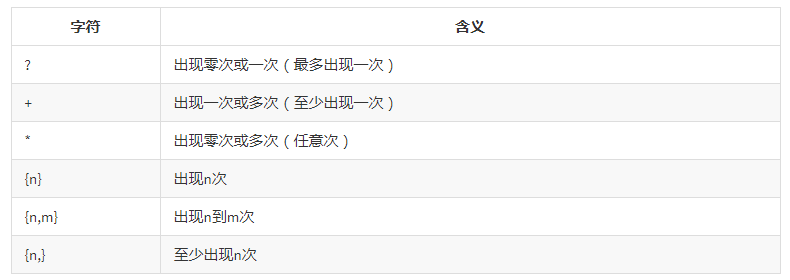 字符 含义
? 出现零次或一次（最多出现一次）
+ 出现一次或多次（至少出现一次）
* 出现零次或多次（任意次）
{n} 出现n次
{n,m} 出现n到m次
{n,} 至少出现n次